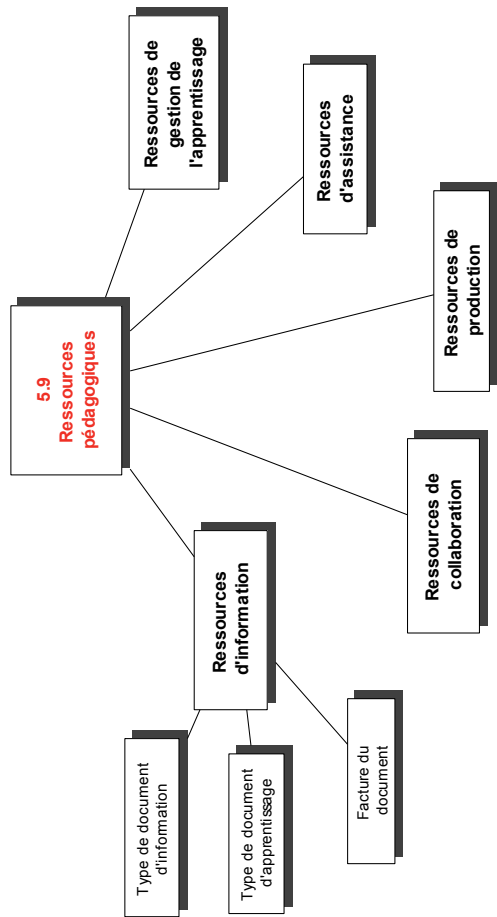 5.9
Ressources
pédagogiques
Ressources
d'information
Ressources de
collaboration
Ressources de
production
Ressources
d'assistance
Ressources de
gestion de
l'apprentissage
Type de document
d'information
Type de document
d'apprentissage
Facture du
document